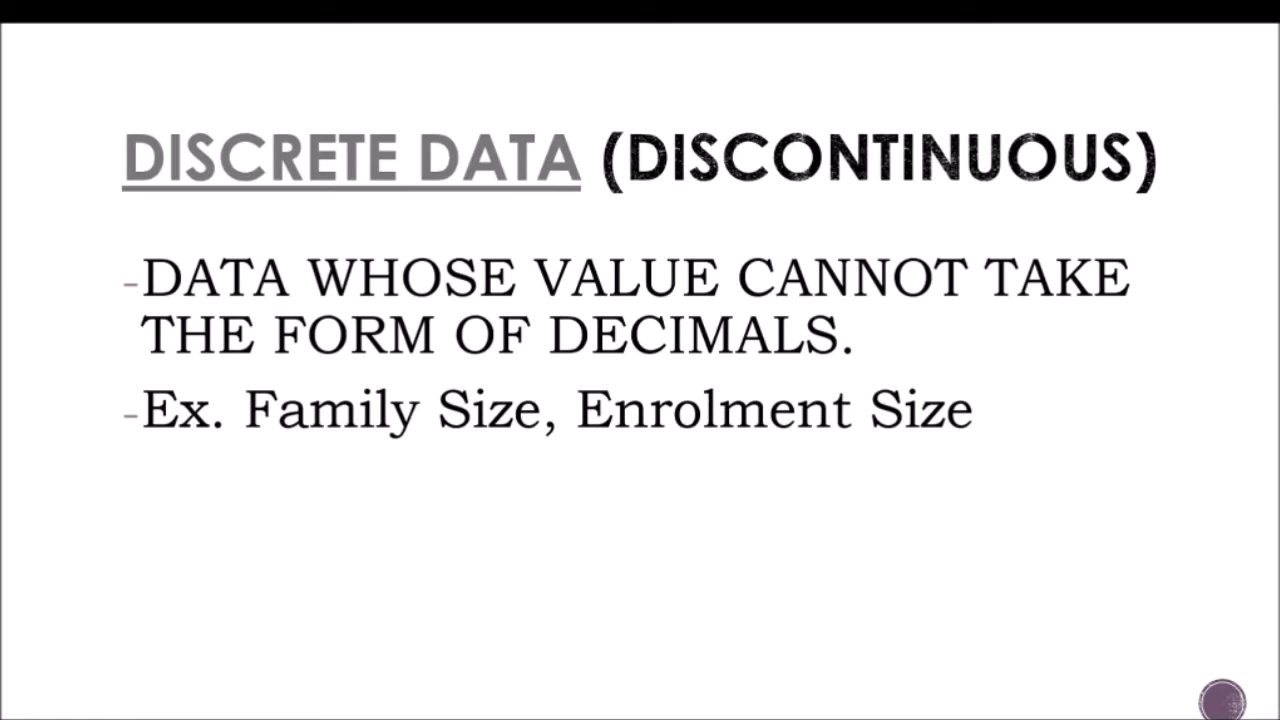 DISCRETE DATA (DISCONTINUOUS)
-DATA WHOSE VALUE CANNOT TAKE
THE FORM OF DECIMALS.
-Ex. Family Size, Enrolment Size